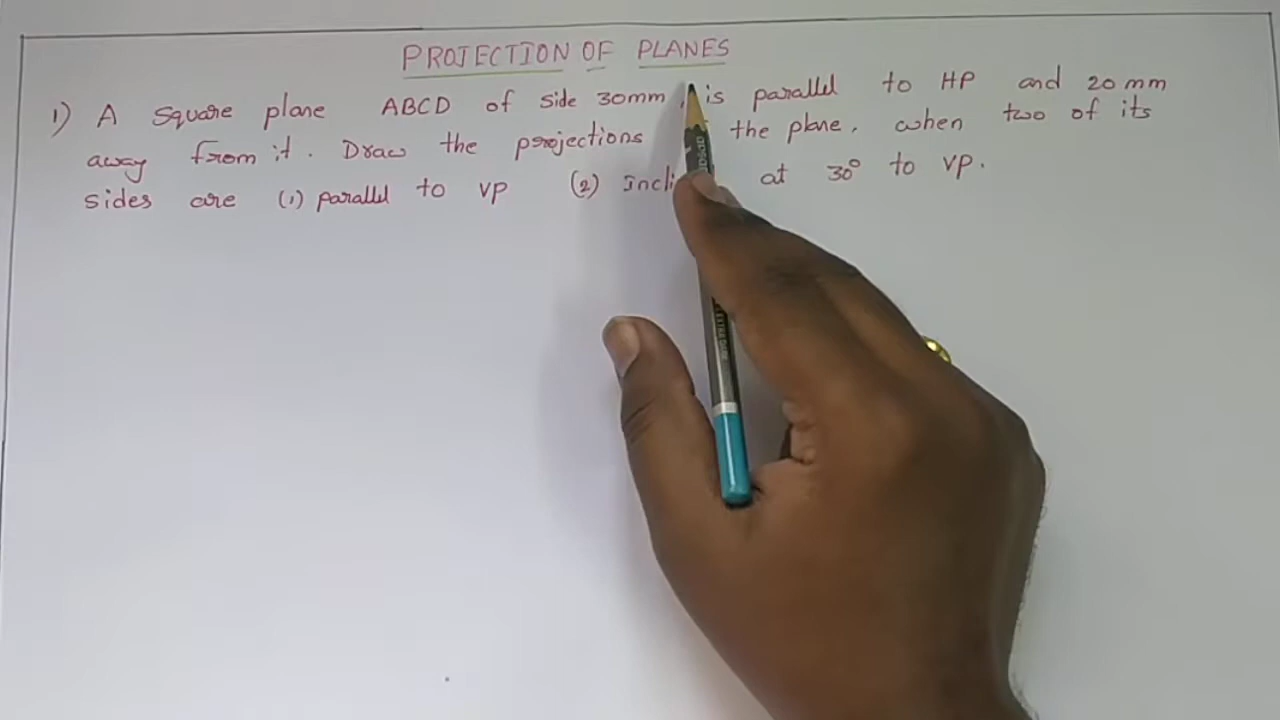 PROJECTION OF PLANES
1) A square plane ABCD of side 30mm, is parallel to HP and 20 mm
away from it. Draw the projections the plane, when two of its
sides are (1) parallel to VP (2) Incli at 30° to VP.